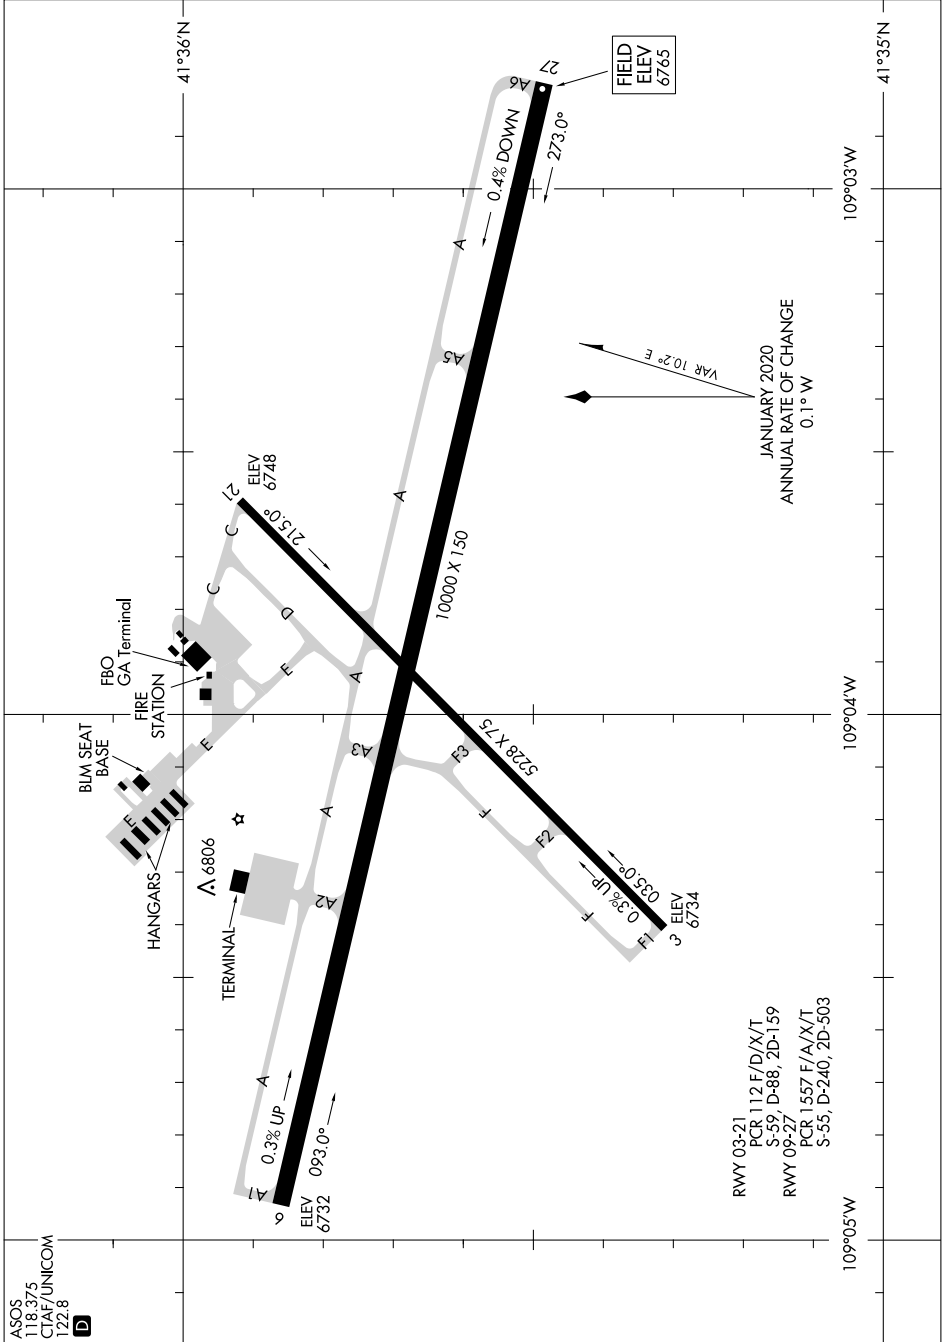 ASOS
118.375
CTAF/UNICOM
122.8
D
41°36'N
41°35'N
109°05'W
109°04'W
109°03'W
FIELD
ELEV
6765
27
A6
0.4% DOWN
273.0°
A
A5
VAR 10.2° E
JANUARY 2020
ANNUAL RATE OF CHANGE
0.1° W
A
21
ELEV
6748
215.0°
C
C
D
E
10000 X 150
FBO
GA Terminal
FIRE
STATION
BLM SEAT
BASE
E
E
HANGARS
A
A3
A
6806
TERMINAL
A2
F3
5228 X 75
F
F2
0.3% UP
035.0°
F
F1
3
ELEV
6734
A
0.3% UP
093.0°
A1
9
ELEV
6732
RWY 03-21
PCR 112 F/D/X/T
S-59, D-88, 2D-159
RWY 09-27
PCR 1557 F/A/X/T
S-55, D-240, 2D-503